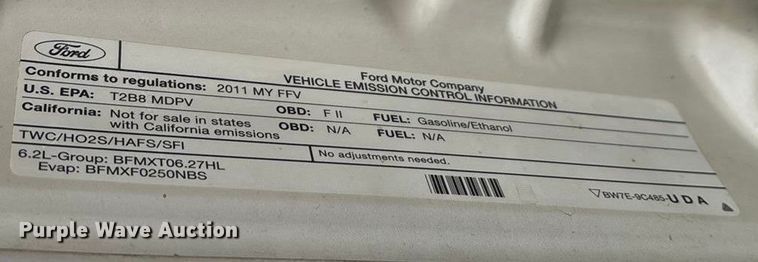 Ford
Ford Motor Company
VEHICLE EMISSION CONTROL INFORMATION
Conforms to regulations: 2011 MY FFV
U.S. EPA: T2B8 MDPV OBD: F II FUEL: Gasoline/Ethanol
California: Not for sale in states
with California emissions OBD: N/A FUEL: N/A
TWC/HO2S/HAFS/SFI
No adjustments needed.
6.2L-Group: BFMXT06.27HL
Evap: BFMXF0250NBS
BW7E-9C485-UDA
Purple Wave Auction